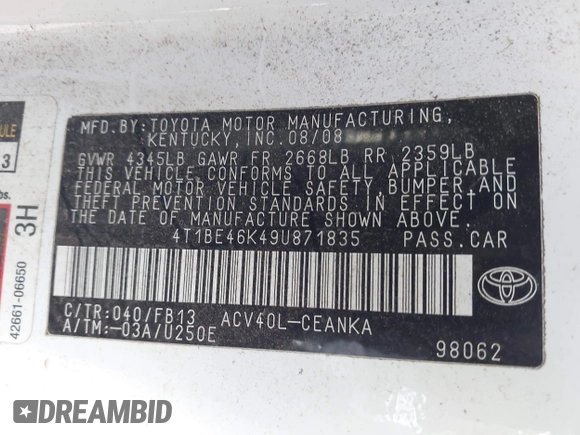 MFD.BY:TOYOTA MOTOR MANUFACTURING,
KENTUCKY, INC. 08/08
GVWR 4345LB GAWR FR 2668LB RR 2359LB
THIS VEHICLE CONFORMS TO ALL APPLICABLE
FEDERAL MOTOR VEHICLE SAFETY, BUMPER, AND
THEFT PREVENTION STANDARDS IN EFFECT ON
THE DATE OF MANUFACTURE SHOWN ABOVE.
4T1BE46K49U871835 PASS.CAR
C/TR:040/FB13 ACV40L-CEANKA
A/TM:-03A/U250E
98062
3
3H
42661-06650
DREAMBID